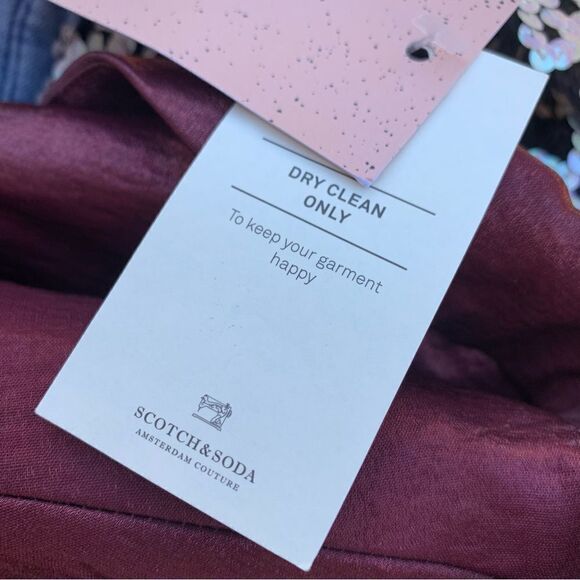 DRY CLEAN
ONLY
To keep your garment
happy
SCOTCH&SODA
AMSTERDAM COUTURE